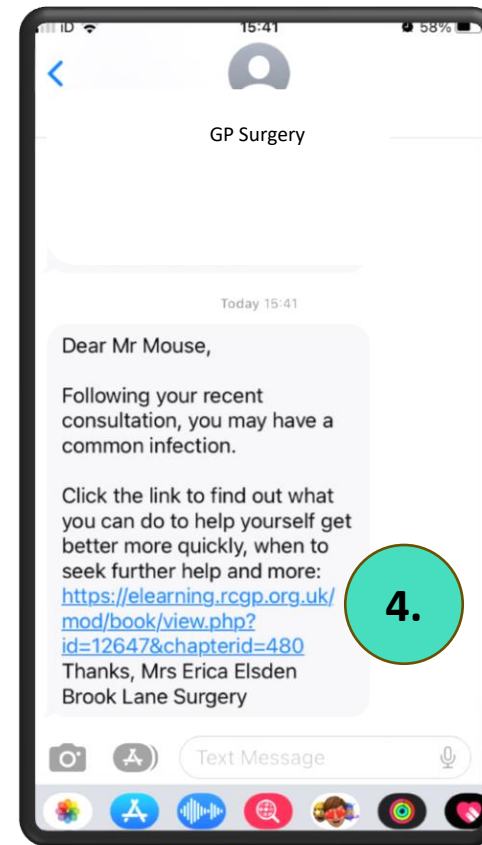 iD 15:41 58%
GP Surgery
Today 15:41
Dear Mr Mouse,
Following your recent
consultation, you may have a
common infection.
Click the link to find out what
you can do to help yourself get
better more quickly, when to
seek further help and more:
https://elearning.rcgp.org.uk/
mod/book/view.php?
id=12647&chapterid=480
4.
Thanks, Mrs Erica Elsden
Brook Lane Surgery
Text Message